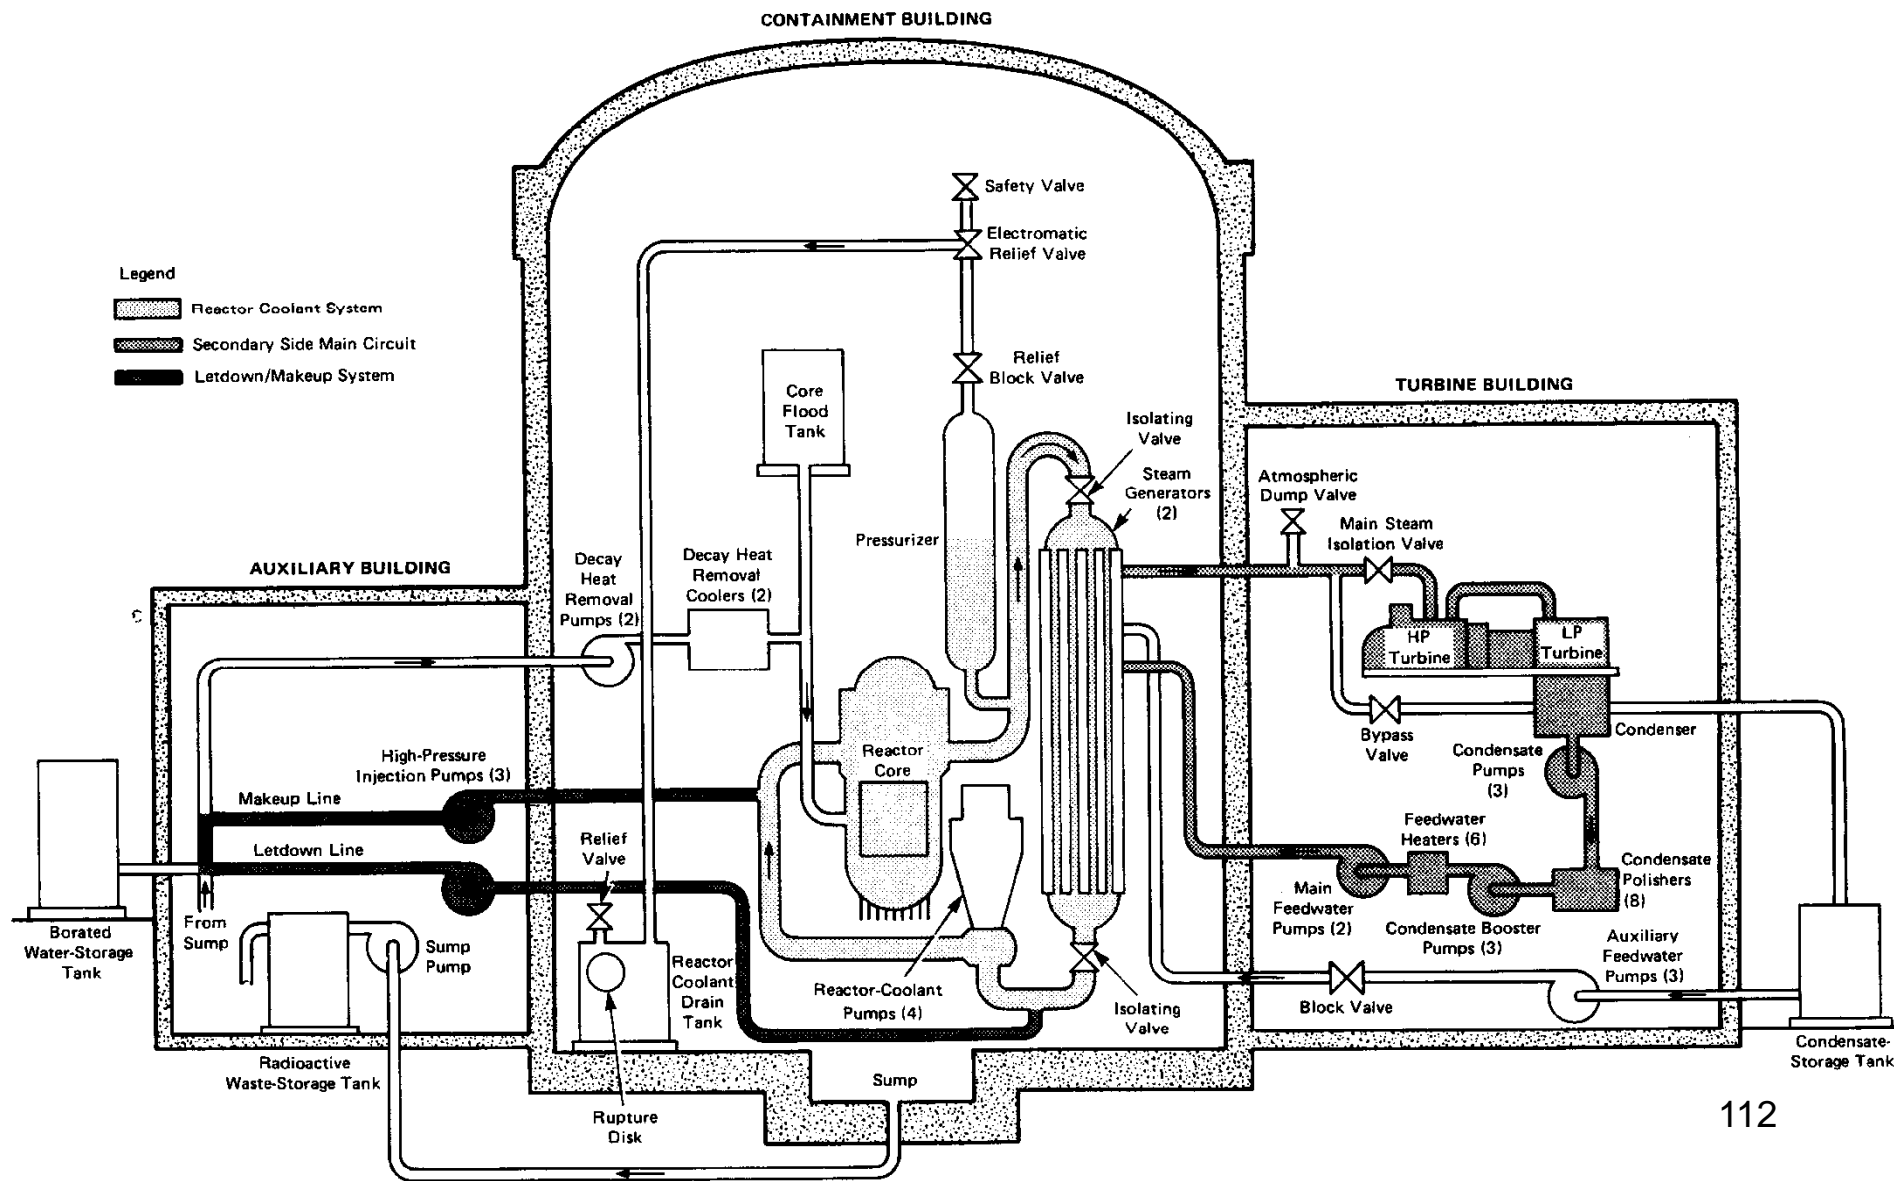 CONTAINMENT BUILDING
Safety Valve
Electromatic
Relief Valve
Legend
Reactor Coolant System
Secondary Side Main Circuit
Letdown/Makeup System
Relief
Block Valve
Core
Flood
Tank
Isolating
Valve
Steam
Generators
(2)
Pressurizer
TURBINE BUILDING
Atmospheric
Dump Valve
Main Steam
Isolation Valve
HP
Turbine
LP
Turbine
Bypass
Valve
Condenser
Condensate
Pumps
(3)
Feedwater
Heaters (6)
Condensate
Polishers
(8)
Main
Feedwater
Pumps (2)
Condensate Booster
Pumps (3)
Auxiliary
Feedwater
Pumps (3)
Block Valve
Condensate-
Storage Tank
AUXILIARY BUILDING
Decay
Heat
Removal
Pumps (2)
Decay Heat
Removal
Coolers (2)
High-Pressure
Injection Pumps (3)
Makeup Line
Letdown Line
Reactor
Core
Relief
Valve
From
Sump
Borated
Water-Storage
Tank
Sump
Pump
Radioactive
Waste-Storage Tank
Reactor
Coolant
Drain
Tank
Reactor-Coolant
Pumps (4)
Isolating
Valve
Rupture
Disk
Sump
112